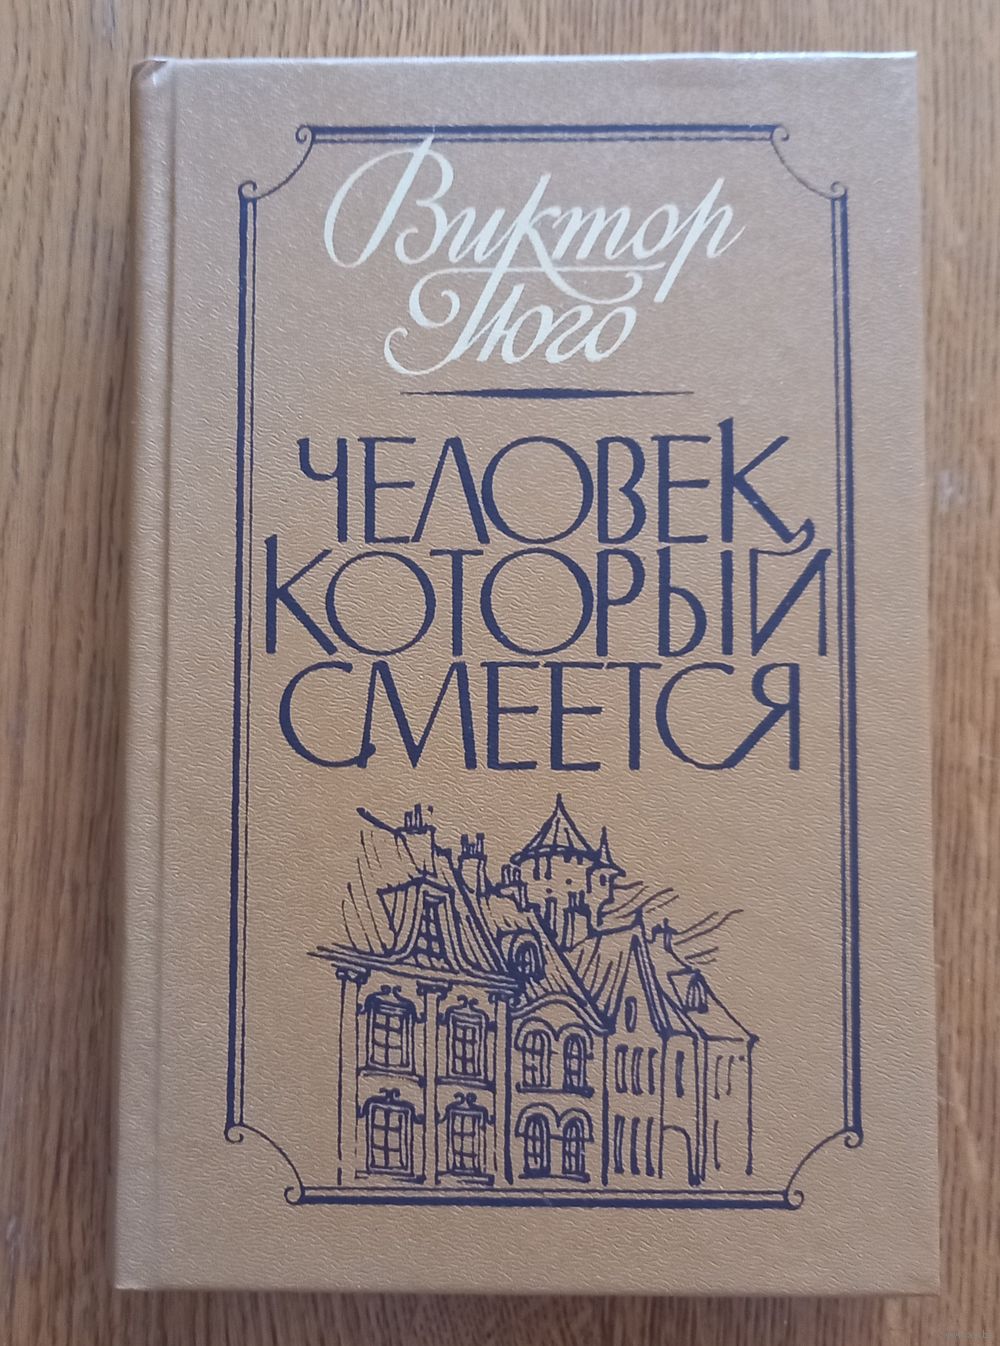 Виктор
Гюго
ЧЕЛОВЕК,
КОТОРЫЙ
СМЕЕТСЯ